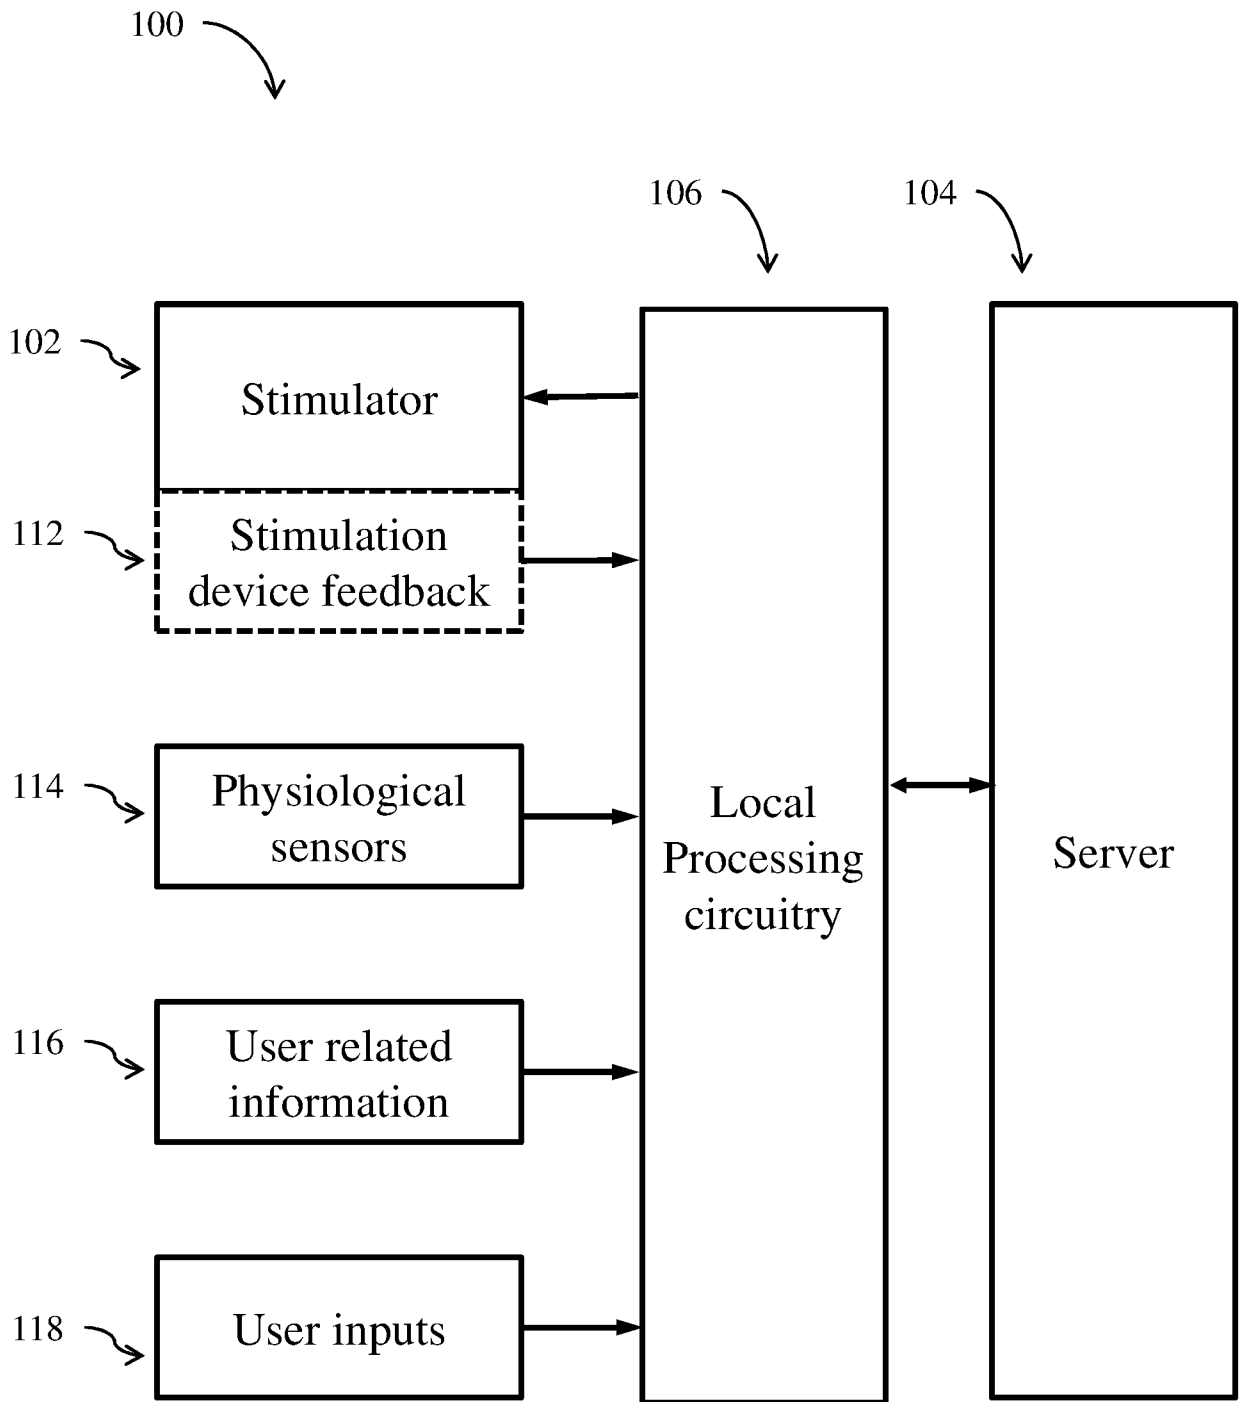 100
106
104
102
Stimulator
112
Stimulation
device feedback
114
Physiological
sensors
Local
Processing
circuitry
Server
116
User related
information
118
User inputs